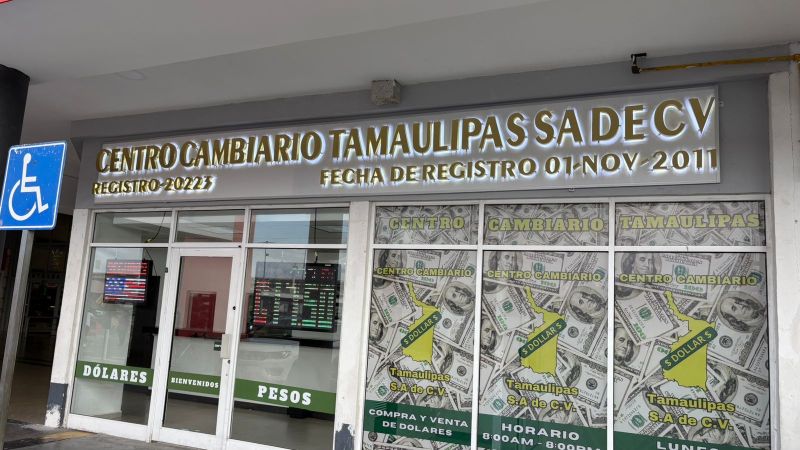 CENTRO CAMBIARIO TAMAULIPAS SA DE CV
REGISTRO-20223
FECHA DE REGISTRO 01-NOV-2011
CENTRO CAMBIARIO TAMAULIPAS
CENTRO CAMBIARIO
$ DOLLAR $
Tamaulipas
S.A de C.V.
COMPRA Y VENTA
DE DOLARES
CENTRO CAMBIARIO
$ DOLLAR $
Tamaulipas
S.A de C.V.
HORARIO
8:00AM - 8:00PM
CENTRO CAMBIARIO
$ DOLLAR $
Tamaulipas
S.A de C.V.
LUNES
DÓLARES
BIENVENIDOS
PESOS